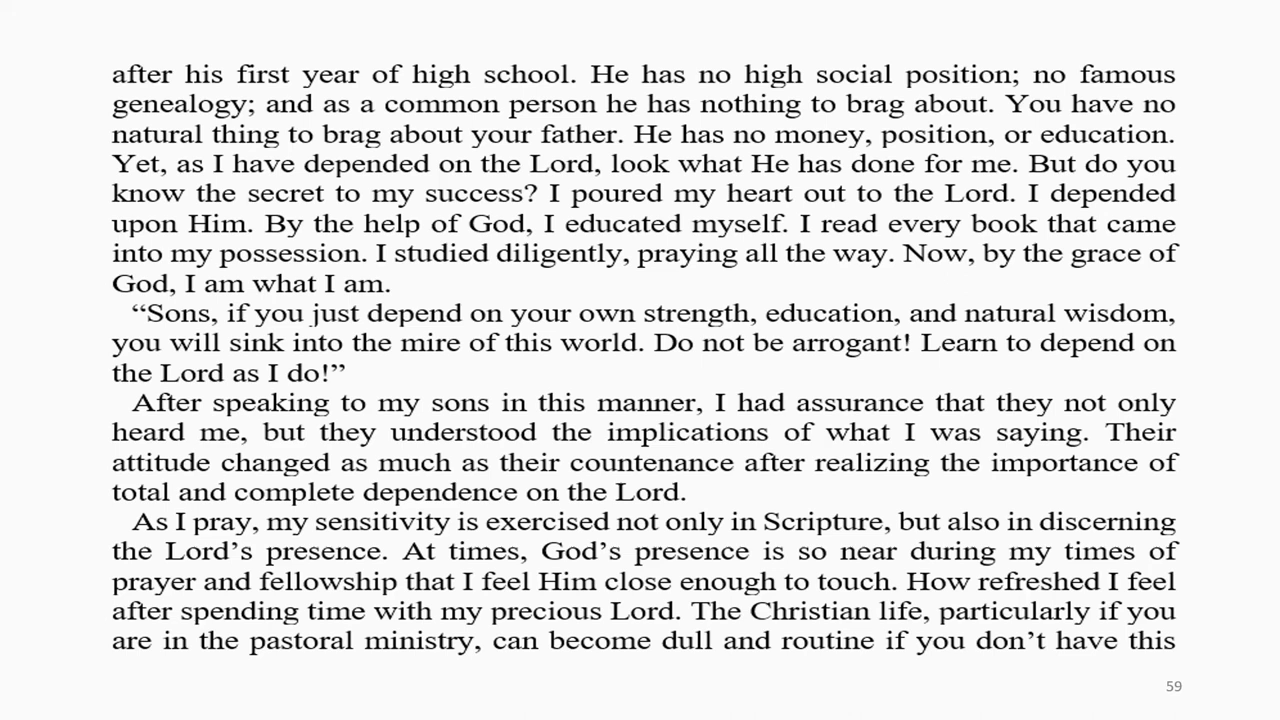 after his first year of high school. He has no high social position; no famous
genealogy; and as a common person he has nothing to brag about. You have no
natural thing to brag about your father. He has no money, position, or education.
Yet, as I have depended on the Lord, look what He has done for me. But do you
know the secret to my success? I poured my heart out to the Lord. I depended
upon Him. By the help of God, I educated myself. I read every book that came
into my possession. I studied diligently, praying all the way. Now, by the grace of
God, I am what I am.
“Sons, if you just depend on your own strength, education, and natural wisdom,
you will sink into the mire of this world. Do not be arrogant! Learn to depend on
the Lord as I do!”
After speaking to my sons in this manner, I had assurance that they not only
heard me, but they understood the implications of what I was saying. Their
attitude changed as much as their countenance after realizing the importance of
total and complete dependence on the Lord.
As I pray, my sensitivity is exercised not only in Scripture, but also in discerning
the Lord’s presence. At times, God’s presence is so near during my times of
prayer and fellowship that I feel Him close enough to touch. How refreshed I feel
after spending time with my precious Lord. The Christian life, particularly if you
are in the pastoral ministry, can become dull and routine if you don’t have this
59